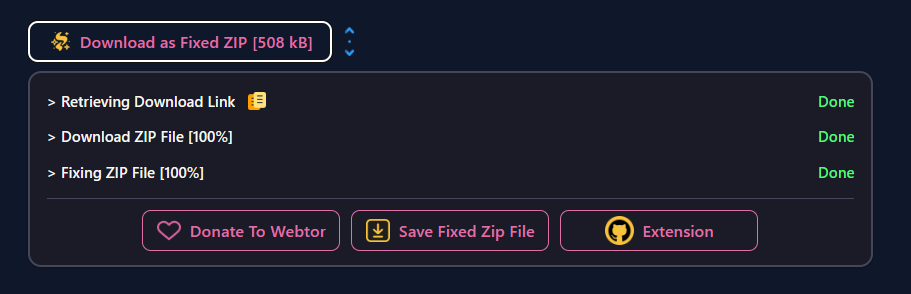 Download as Fixed ZIP [508 kB]
> Retrieving Download Link
Done
> Download ZIP File [100%]
Done
> Fixing ZIP File [100%]
Done
Donate To Webtor
Save Fixed Zip File
Extension